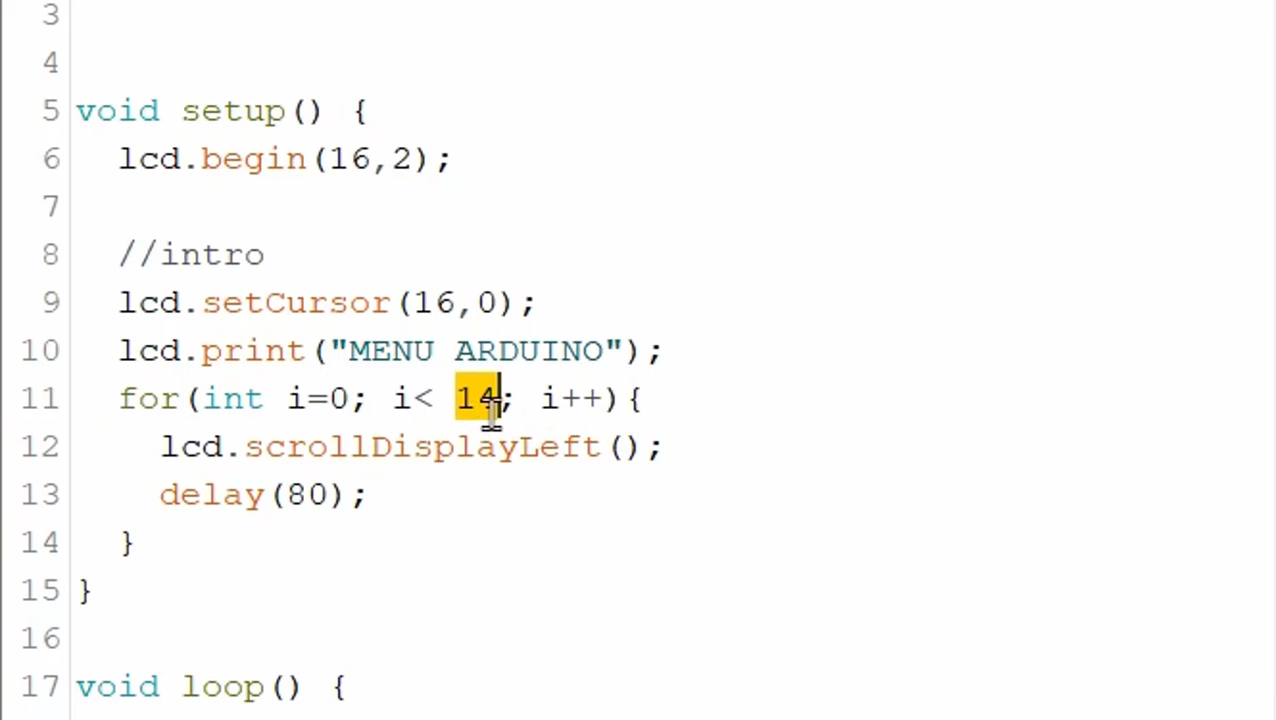 3
4
5 void setup() {
6 lcd.begin(16,2);
7
8 //intro
9 lcd.setCursor(16,0);
10 lcd.print("MENU ARDUINO");
11 for(int i=0; i< 14; i++){
12 lcd.scrollDisplayLeft();
13 delay(80);
14 }
15 }
16
17 void loop() {